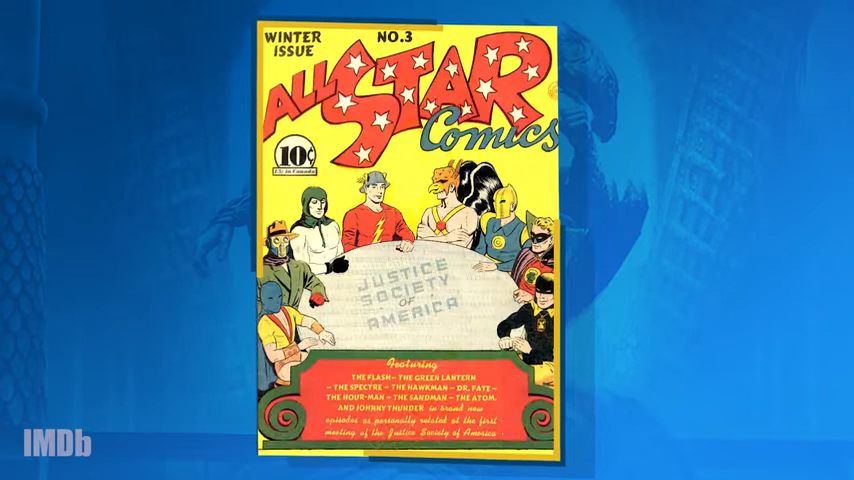 WINTER ISSUE
NO.3
ALL STAR
Comics
10¢
15¢ in Canada
JUSTICE
SOCIETY
OF
AMERICA
Featuring
THE FLASH – THE GREEN LANTERN
– THE SPECTRE – THE HAWKMAN – DR. FATE –
THE HOUR-MAN – THE SANDMAN – THE ATOM,
AND JOHNNY THUNDER in brand new
episodes as personally related at the first
meeting of the Justice Society of America.
IMDb